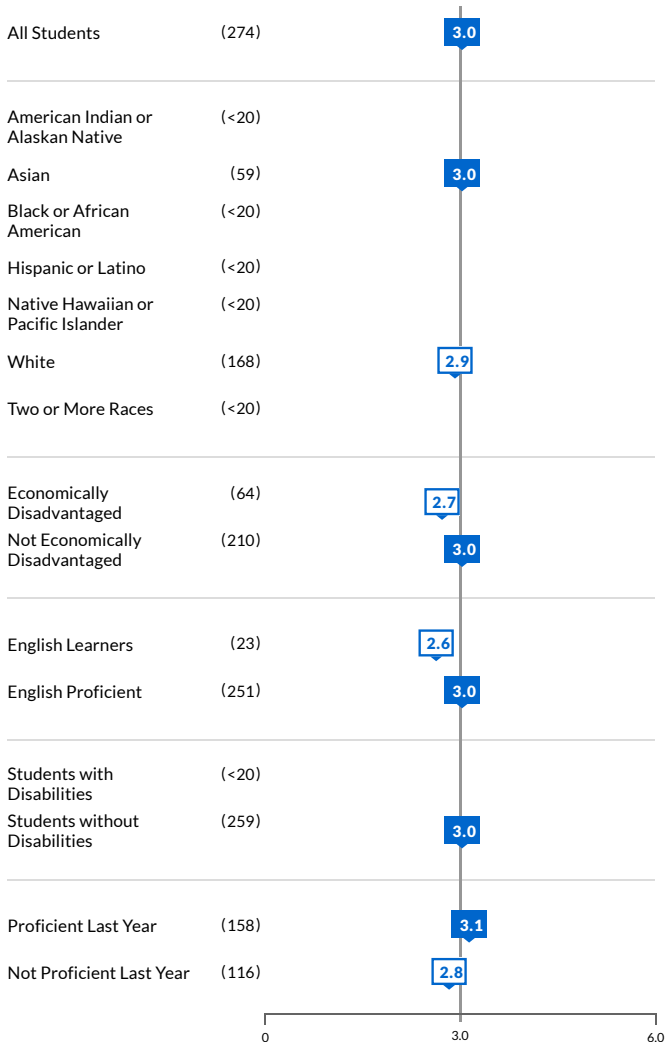 All Students (274) 3.0
American Indian or (<20)
Alaskan Native
Asian (59) 3.0
Black or African (<20)
American
Hispanic or Latino (<20)
Native Hawaiian or (<20)
Pacific Islander
White (168) 2.9
Two or More Races (<20)
Economically (64) 2.7
Disadvantaged
Not Economically (210) 3.0
Disadvantaged
English Learners (23) 2.6
English Proficient (251) 3.0
Students with (<20)
Disabilities
Students without (259) 3.0
Disabilities
Proficient Last Year (158) 3.1
Not Proficient Last Year (116) 2.8
0 3.0 6.0